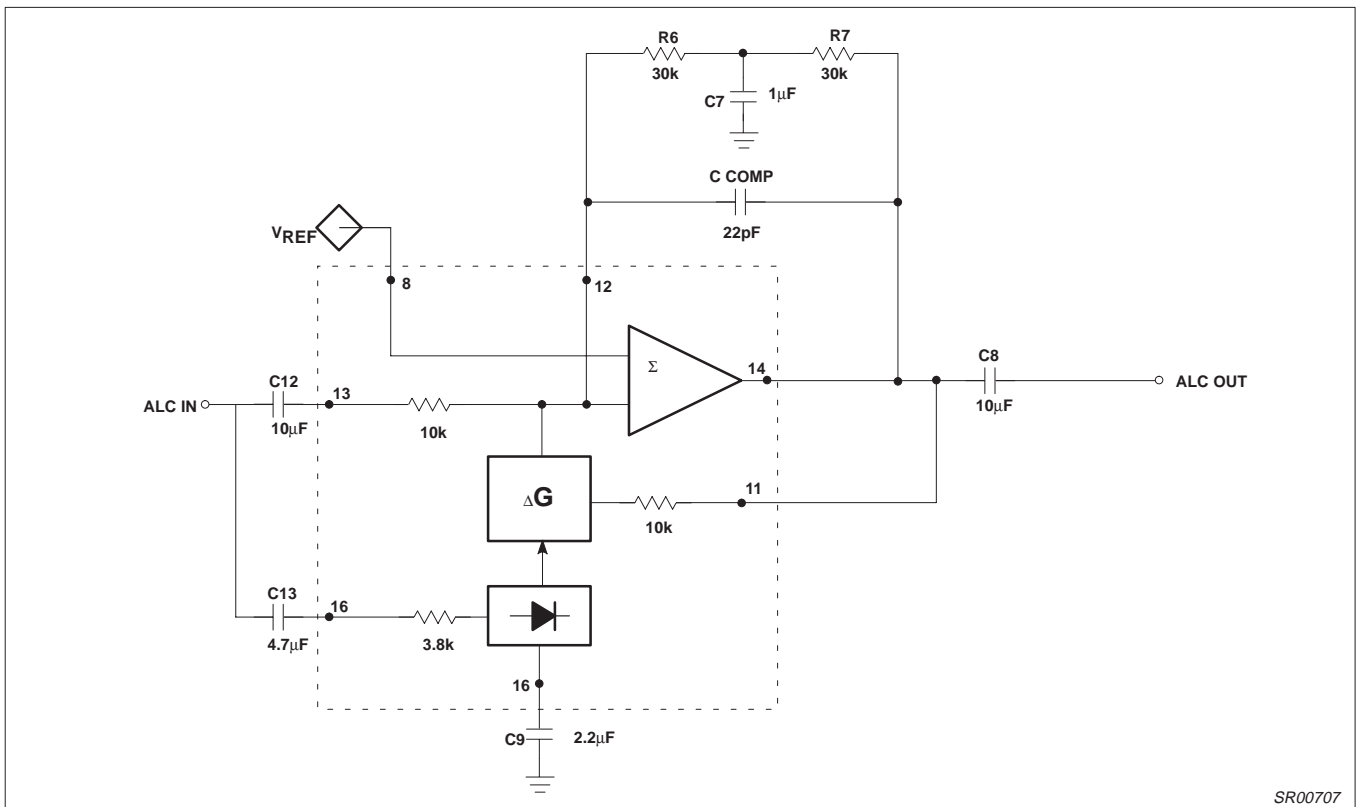 R6
30k
R7
30k
C7
1μF
C COMP
22pF
VREF
8
12
Σ
14
C8
10μF
ALC OUT
ALC IN
C12
10μF
13
10k
ΔG
11
10k
C13
4.7μF
16
3.8k
16
C9
2.2μF
SR00707